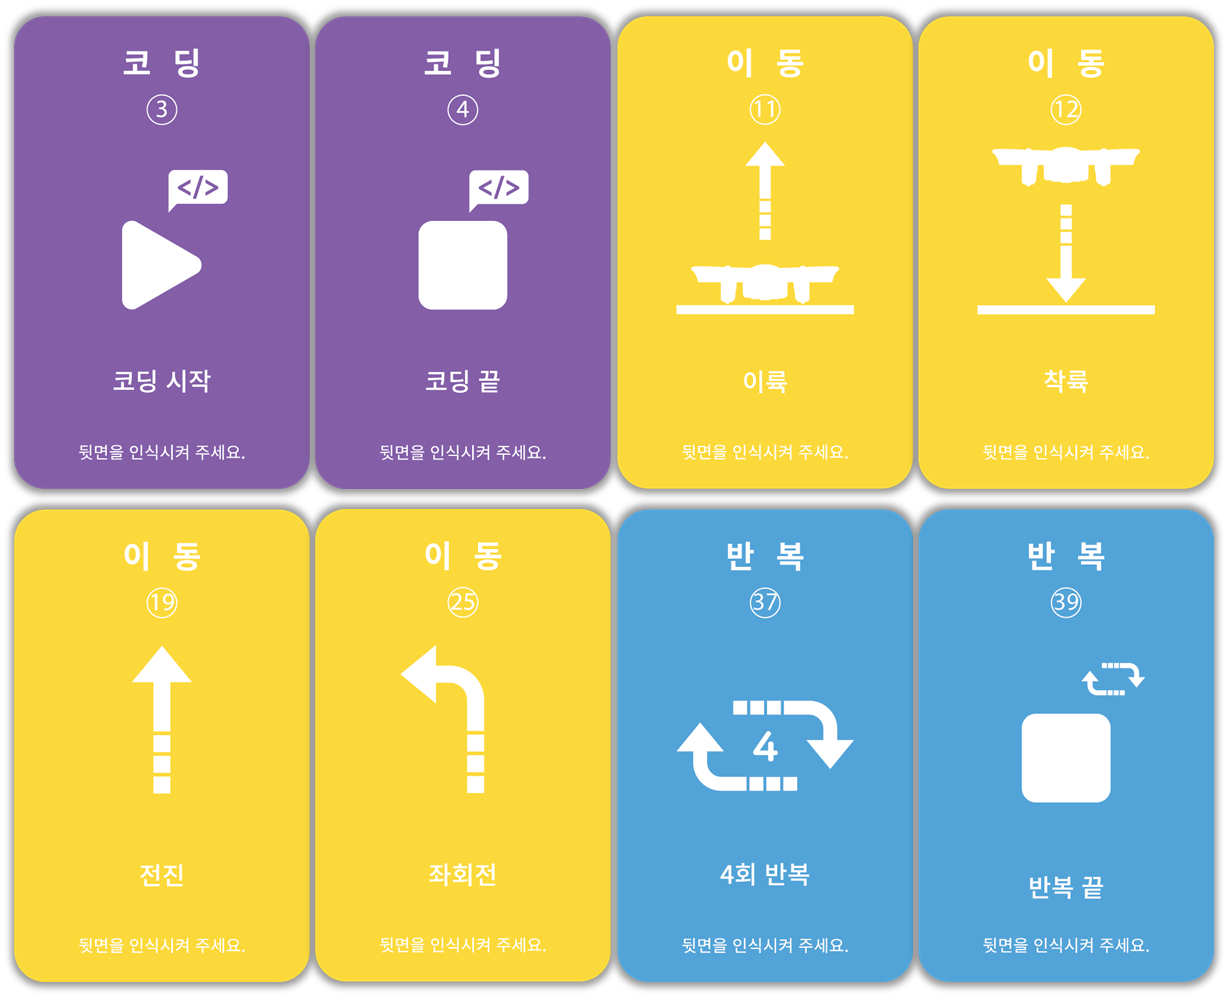 코 딩
③
</>
코딩 시작
뒷면을 인식시켜 주세요.
코 딩
④
</>
코딩 끝
뒷면을 인식시켜 주세요.
이 동
⑪
이륙
뒷면을 인식시켜 주세요.
이 동
⑫
착륙
뒷면을 인식시켜 주세요.
이 동
⑲
전진
뒷면을 인식시켜 주세요.
이 동
㉕
좌회전
뒷면을 인식시켜 주세요.
반 복
㊲
4
4회 반복
뒷면을 인식시켜 주세요.
반 복
㊴
반복 끝
뒷면을 인식시켜 주세요.